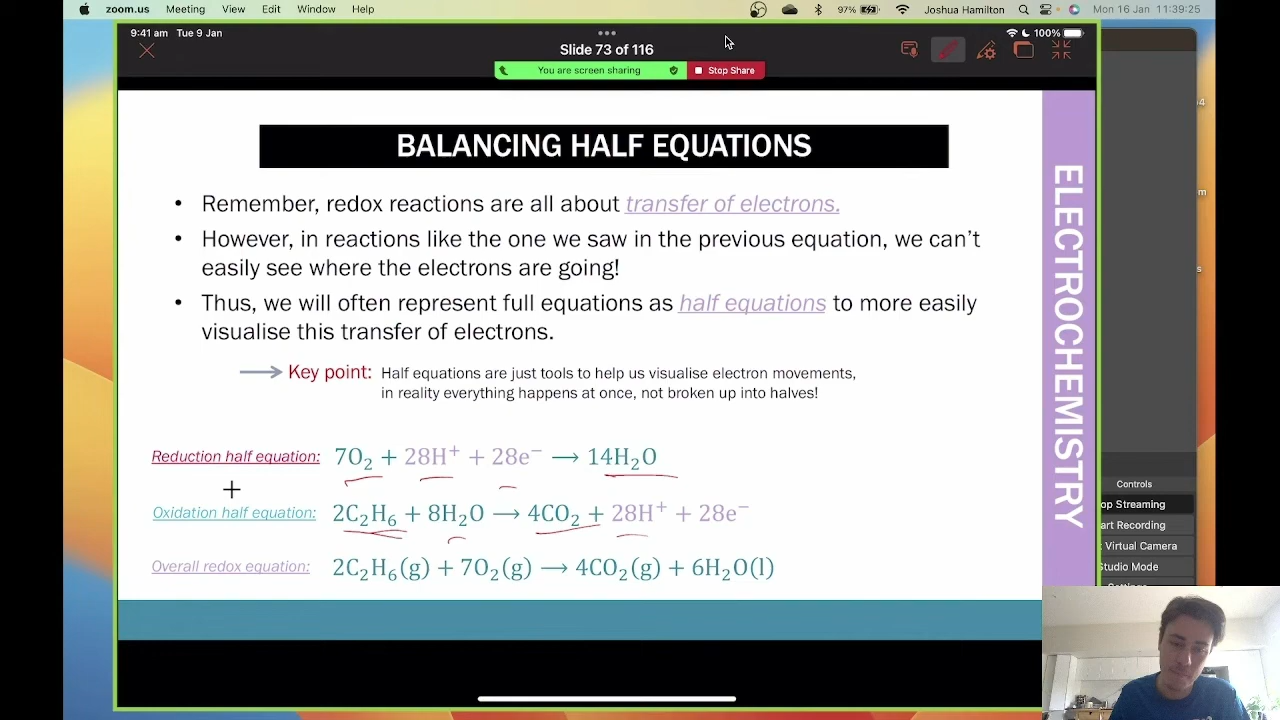 zoom.us Meeting View Edit Window Help 97% Joshua Hamilton Mon 16 Jan 11:39:25
9:41 am Tue 9 Jan 100%
Slide 73 of 116
You are screen sharing Stop Share
BALANCING HALF EQUATIONS
• Remember, redox reactions are all about transfer of electrons.
• However, in reactions like the one we saw in the previous equation, we can't
easily see where the electrons are going!
• Thus, we will often represent full equations as half equations to more easily
visualise this transfer of electrons.
Key point: Half equations are just tools to help us visualise electron movements,
in reality everything happens at once, not broken up into halves!
Reduction half equation: 7O₂ + 28H⁺ + 28e⁻ ⟶ 14H₂O
+
Oxidation half equation: 2C₂H₆ + 8H₂O ⟶ 4CO₂ + 28H⁺ + 28e⁻
Overall redox equation: 2C₂H₆(g) + 7O₂(g) ⟶ 4CO₂(g) + 6H₂O(l)
ELECTROCHEMISTRY
Controls
op Streaming
art Recording
Virtual Camera
Studio Mode